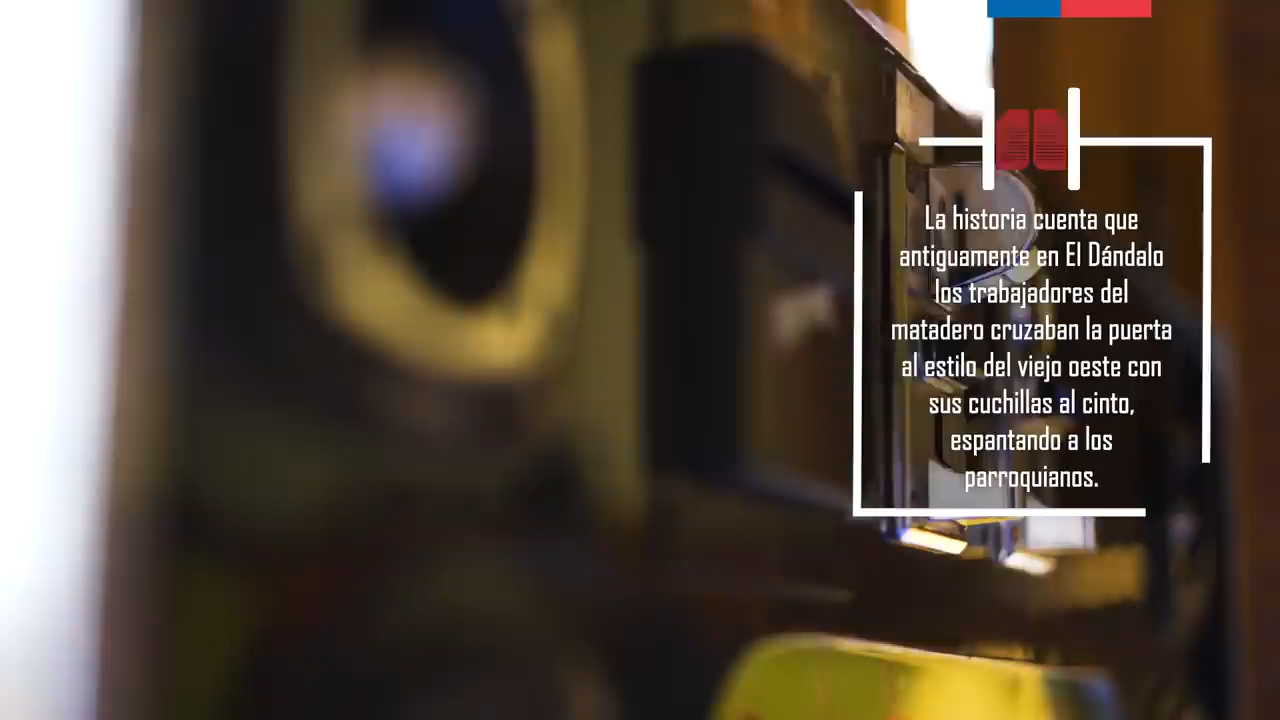 La historia cuenta que
antiguamente en El Dándalo
los trabajadores del
matadero cruzaban la puerta
al estilo del viejo oeste con
sus cuchillas al cinto,
espantando a los
parroquianos.